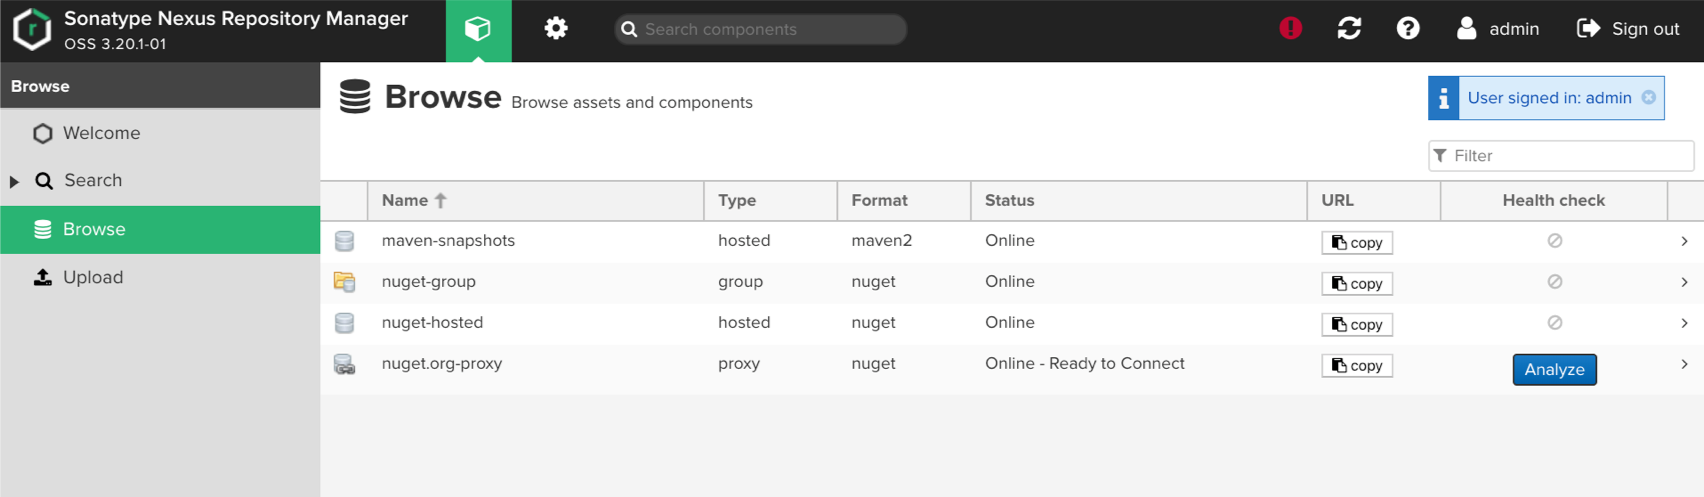 Sonatype Nexus Repository Manager
OSS 3.20.1-01
Search components
admin
Sign out
Browse
Welcome
Search
Browse
Upload
Browse Browse assets and components
User signed in: admin
Filter
Name Type Format Status URL Health check
maven-snapshots hosted maven2 Online copy
nuget-group group nuget Online copy
nuget-hosted hosted nuget Online copy
nuget.org-proxy proxy nuget Online - Ready to Connect copy Analyze